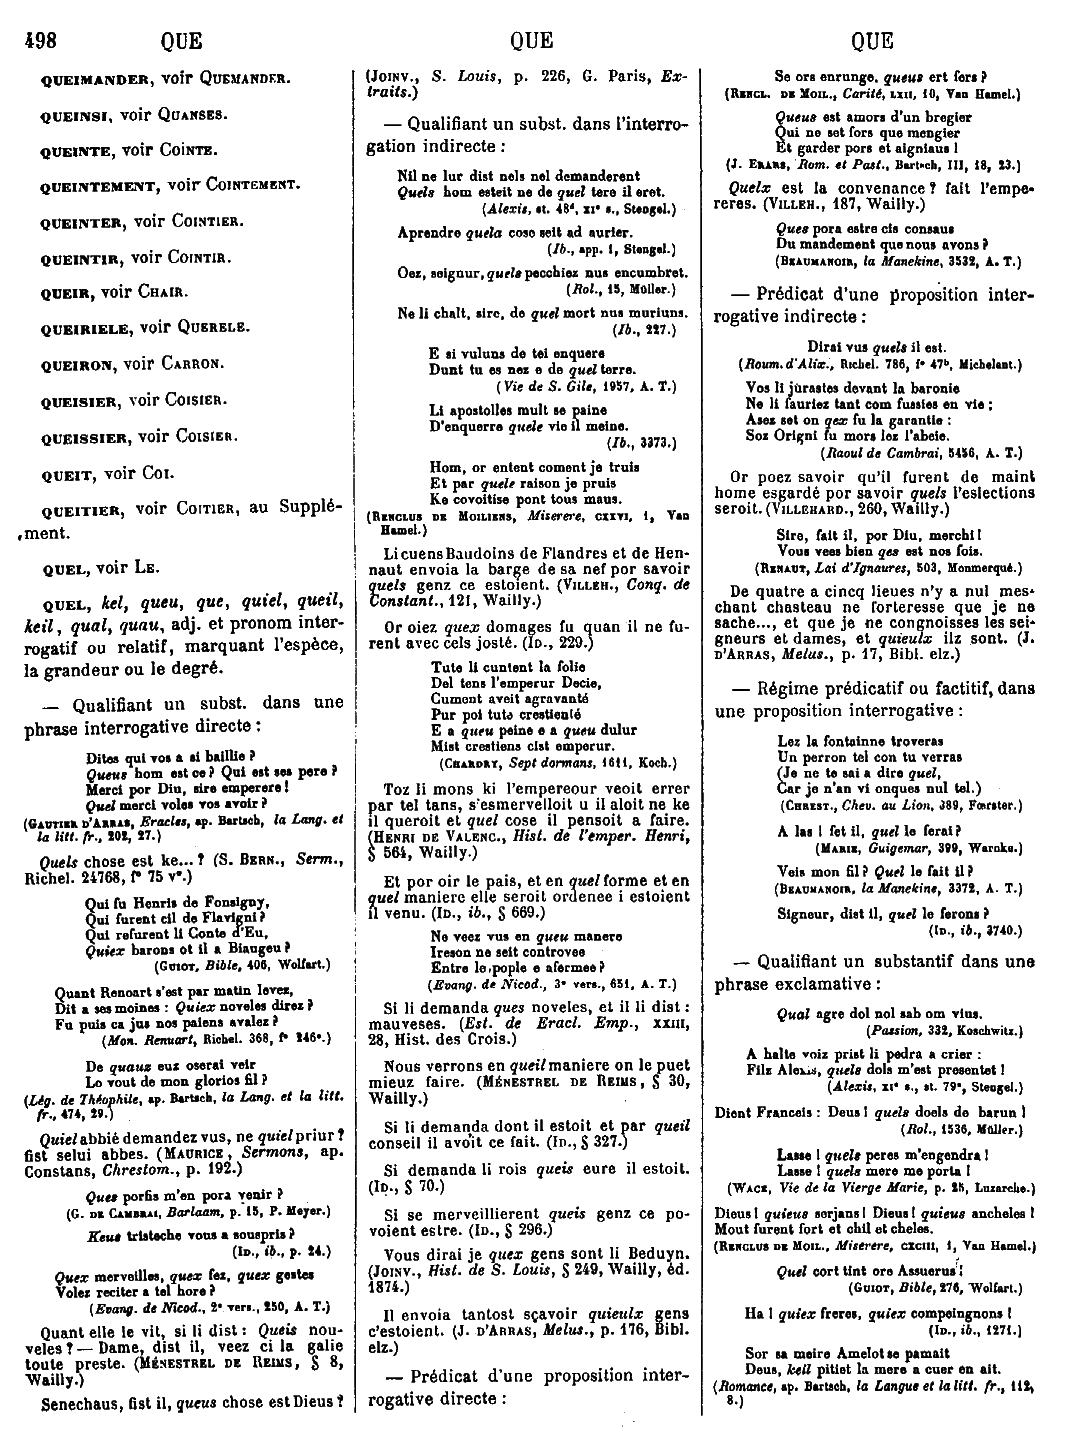 498 QUE QUE QUE
QUEIMANDER, voir QUEMANDER.
QUEINSI, voir QUANSES.
QUEINTE, voir COINTE.
QUEINTEMENT, voir COINTEMENT.
QUEINTER, voir COINTIER.
QUEINTIR, voir COINTIR.
QUEIR, voir CHAIR.
QUEIRIELE, voir QUERELE.
QUEIRON, voir CARRON.
QUEISIER, voir COISIER.
QUEISSIER, voir COISIER.
QUEIT, voir COI.
QUEITIER, voir COITIER, au Supplé-
ment.
QUEL, voir LE.
QUEL, kel, queu, que, quiel, queil,
keil, qual, quau, adj. et pronom inter-
rogatif ou relatif, marquant l'espèce,
la grandeur ou le degré.
— Qualifiant un subst. dans une
phrase interrogative directe :
Dites qui vos a si baillie ?
Queus hom est ce ? Qui est ses pere ?
Merci por Diu, sire emperere !
Quel merci voles vos avoir ?
(GAUTIER D'ARRAS, Eracles, ap. Bartsch, la Lang. et
la litt. fr., 202, 27.)
Quels chose est ke... ? (S. BERN., Serm.,
Richel. 24768, f° 75 v°.)
Qui fu Henris de Fonsigny,
Qui furent cil de Flavigni ?
Qui refurent li Conte d'Eu,
Quiex barons ot il a Biaugeu ?
(GUIOT, Bible, 406, Wolfart.)
Quant Renoart s'est par matin levez,
Dit a ses moines : Quiex noveles direz ?
Fu puis ca jus nos paiens avalez ?
(Mon. Renuart, Richel. 368, f° 246°.)
De quaus euz oserai veir
Lo vout de mon glorios fil ?
(Lég. de Théophile, ap. Bartsch, la Lang. et la litt.
fr., 474, 29.)
Quiel abbié demandez vus, ne quiel priur ?
fist selui abbes. (MAURICE, Sermons, ap.
Constans, Chrestom., p. 192.)
Ques porfis m'en pora venir ?
(G. DE CAMBRAI, Barlaam, p. 15, P. Meyer.)
Keus tristeche vous a souspris ?
(ID., ib., p. 24.)
Quex merveilles, quex fez, quex gestes
Volez reciter a tel hore ?
(Evang. de Nicod., 2° vers., 250, A. T.)
Quant elle le vit, si li dist : Queis nou-
veles ? — Dame, dist il, veez ci la galie
toute preste. (MÉNESTREL DE REIMS, § 8,
Wailly.)
Senechaus, fist il, queus chose est Dieus ?
(JOINV., S. Louis, p. 226, G. Paris, Ex-
traits.)
— Qualifiant un subst. dans l'interro-
gation indirecte :
Nil ne lur dist nels nel demanderent
Quels hom esteit ne de quel tere il eret.
(Alexis, st. 48d, XI° s., Stengel.)
Aprendre quela cose seit ad aurier.
(Ib., app. 1, Stengel.)
Oez, seignur, quels pecchiez nus encumbret.
(Rol., 15, Müller.)
Ne li chalt, sire, de quel mort nus muriuns.
(Ib., 227.)
E si vuluns de tei enquere
Dunt tu es nez e de quel terre.
(Vie de S. Gile, 1957, A. T.)
Li apostolles mult se paine
D'enquerre quele vie il meine.
(Ib., 3373.)
Hom, or entent coment je truis
Et par quele raison je pruis
Ke covoitise pont tous maus.
(RENCLUS DE MOILIENS, Miserere, CXXVI, 1, Van
Hamel.)
Li cuens Baudoins de Flandres et de Hen-
naut envoia la barge de sa nef por savoir
quels genz ce estoient. (VILLEH., Conq. de
Constant., 121, Wailly.)
Or oiez quex domages fu quan il ne fu-
rent avec cels josté. (ID., 229.)
Tute li cuntent la folie
Del tens l'emperur Decie,
Cument aveit agravanté
Pur poi tute crestienté
E a queu peine e a queu dulur
Mist crestiens cist emperur.
(CHARDRY, Sept dormans, 1611, Koch.)
Toz li mons ki l'empereour veoit errer
par tel tans, s'esmervelloit u il aloit ne ke
il queroit et quel cose il pensoit a faire.
(HENRI DE VALENC., Hist. de l'emper. Henri,
§ 564, Wailly.)
Et por oir le pais, et en quel forme et en
quel maniere elle seroit ordenee i estoient
il venu. (ID., ib., § 669.)
Ne veez vus en queu manere
Ireson ne seit controvee
Entre le pople e afermee ?
(Evang. de Nicod., 3° vers., 651, A. T.)
Si li demanda ques noveles, et il li dist :
mauveses. (Est. de Eracl. Emp., XXIII,
28, Hist. des Crois.)
Nous verrons en queil maniere on le puet
mieuz faire. (MÉNESTREL DE REIMS, § 30,
Wailly.)
Si li demanda dont il estoit et par queil
conseil il avoit ce fait. (ID., § 327.)
Si demanda li rois queis eure il estoit.
(ID., § 70.)
Si se merveillierent queis genz ce po-
voient estre. (ID., § 296.)
Vous dirai je quex gens sont li Beduyn.
(JOINV., Hist. de S. Louis, § 249, Wailly, éd.
1874.)
Il envoia tantost sçavoir quieulx gens
c'estoient. (J. D'ARRAS, Melus., p. 176, Bibl.
elz.)
— Prédicat d'une proposition inter-
rogative directe :
Se ors enrunge, queus ert fors ?
(RENCL. DE MOIL., Carité, LXII, 10, Van Hamel.)
Queus est amors d'un bregier
Qui ne set fors que mengier
Et garder pors et aigniaus !
(J. ERARS, Rom. et Past., Bartsch, III, 18, 23.)
Quelx est la convenance ? fait l'empe-
reres. (VILLEH., 187, Wailly.)
Ques pora estre cis consaus
Du mandement que nous avons ?
(BEAUMANOIR, la Manekine, 3532, A. T.)
— Prédicat d'une proposition inter-
rogative indirecte :
Dirai vus quels il est.
(Roum. d'Alix., Richel. 786, f° 47b, Michelant.)
Vos li jurastes devant la baronie
Ne li fauriez tant com fussies en vie ;
Asez set on qex fu la garantie :
Soz Origni fu mors lez l'abeie.
(Raoul de Cambrai, 5456, A. T.)
Or poez savoir qu'il furent de maint
home esgardé por savoir quels l'eslections
seroit. (VILLEHARD., 260, Wailly.)
Sire, fait il, por Diu, merchi !
Vous vees bien qes est nos fois.
(RENAUT, Lai d'Ignaures, 503, Monmerqué.)
De quatre a cincq lieues n'y a nul mes-
chant chasteau ne forteresse que je ne
sache..., et que je ne congnoisses les sei-
gneurs et dames, et quieulx ilz sont. (J.
D'ARRAS, Melus., p. 17, Bibl. elz.)
— Régime prédicatif ou factitif, dans
une proposition interrogative :
Lez la fontainne troveras
Un perron tel con tu verras
(Je ne te sai a dire quel,
Car je n'an vi onques nul tel.)
(CHREST., Chev. au Lion, 389, Fœrster.)
A las ! fet il, quel le ferai ?
(MARIE, Guigemar, 399, Warnke.)
Veis mon fil ? Quel le fait il ?
(BEAUMANOIR, la Manekine, 3372, A. T.)
Signeur, dist il, quel le ferons ?
(ID., ib., 3740.)
— Qualifiant un substantif dans une
phrase exclamative :
Qual agre dol nol sab om vius.
(Passion, 332, Koschwitz.)
A halte voiz prist li pedra a crier :
Filz Alexis, quels dols m'est presentet !
(Alexis, XI° s., st. 79°, Stengel.)
Dient Franceis : Deus ! quels doels de barun !
(Rol., 1536, Müller.)
Lasse ! quels peres m'engendra !
Lasse ! quels mere me porta !
(WACE, Vie de la Vierge Marie, p. 28, Luzarche.)
Dieus ! quieus serjans ! Dieus ! quieus ancheles !
Mout furent fort et chil et cheles.
(RENCLUS DE MOIL., Miserere, CXCIII, 1, Van Hamel.)
Quel cort tint ore Assuerus !
(GUIOT, Bible, 276, Wolfart.)
Ha ! quiex freres, quiex compeingnons !
(ID., ib., 1271.)
Sor sa meire Amelot se pamait
Deus, keil pitiet la mere a cuer en ait.
(Romance, ap. Bartsch, la Langue et la litt. fr., 112,
8.)